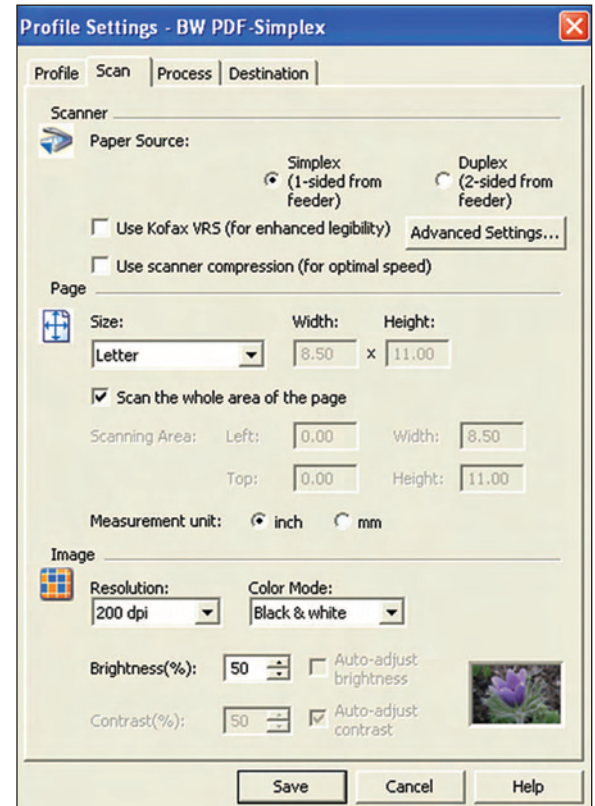 Profile Settings - BW PDF-Simplex
Profile Scan Process Destination
Scanner
Paper Source:
Simplex
(1-sided from
feeder)
Duplex
(2-sided from
feeder)
Use Kofax VRS (for enhanced legibility) Advanced Settings...
Use scanner compression (for optimal speed)
Page
Size: Width: Height:
Letter 8.50 x 11.00
Scan the whole area of the page
Scanning Area: Left: 0.00 Width: 8.50
Top: 0.00 Height: 11.00
Measurement unit: inch mm
Image
Resolution: Color Mode:
200 dpi Black & white
Brightness(%): 50 Auto-adjust
brightness
Contrast(%): 50 Auto-adjust
contrast
Save Cancel Help